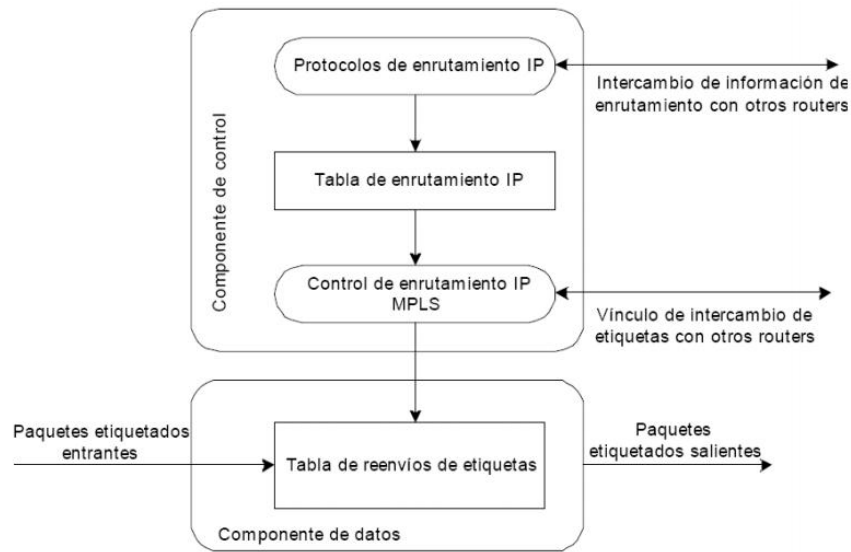 Protocolos de enrutamiento IP
Intercambio de información de
enrutamiento con otros routers
Componente de control
Tabla de enrutamiento IP
Control de enrutamiento IP
MPLS
Vínculo de intercambio de
etiquetas con otros routers
Paquetes etiquetados
entrantes
Tabla de reenvíos de etiquetas
Paquetes
etiquetados salientes
Componente de datos